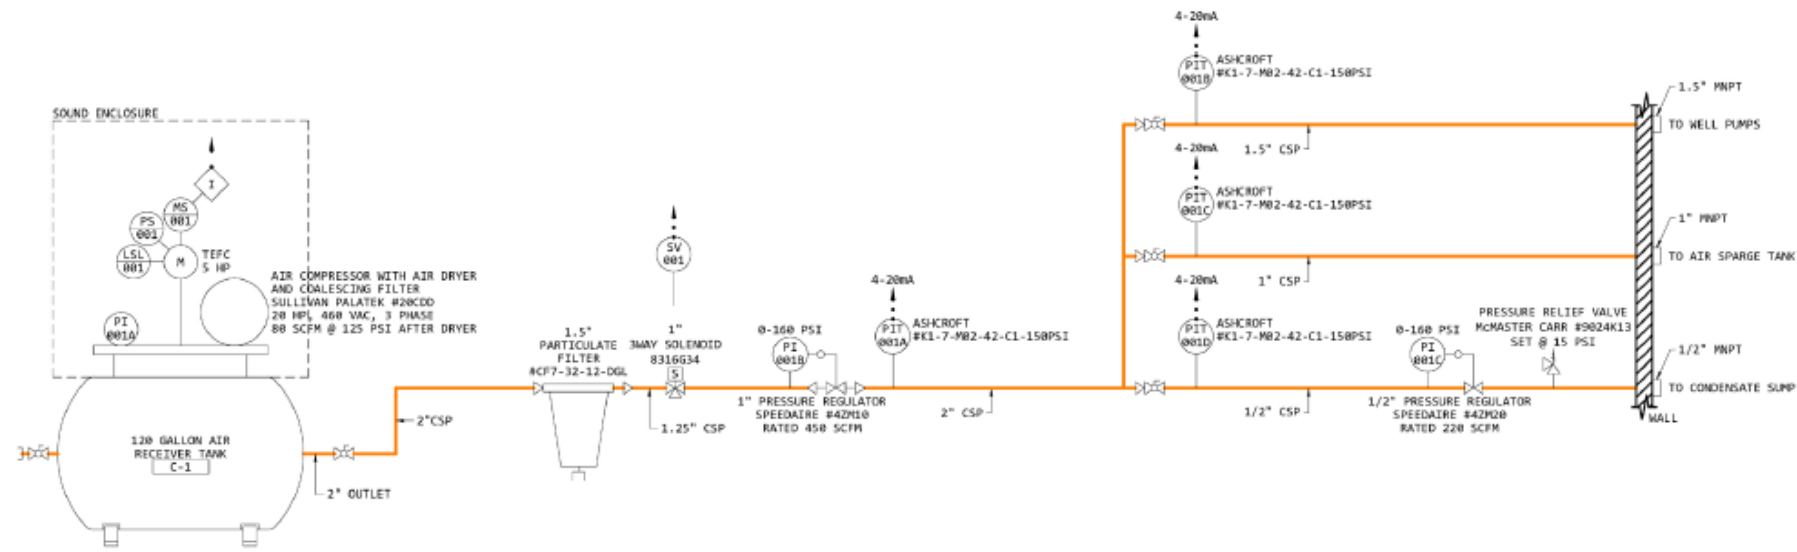 4-20mA
PIT
001B
ASHCROFT
#K1-7-M02-42-C1-150PSI
1.5" MNPT
TO WELL PUMPS
1.5" CSP
SOUND ENCLOSURE
I
MS
001
PS
001
LSL
001
M
TEFC
5 HP
PI
001A
AIR COMPRESSOR WITH AIR DRYER
AND COALESCING FILTER
SULLIVAN PALATEK #20CDD
20 HP, 460 VAC, 3 PHASE
80 SCFM @ 125 PSI AFTER DRYER
4-20mA
PIT
001C
ASHCROFT
#K1-7-M02-42-C1-150PSI
1" MNPT
TO AIR SPARGE TANK
1" CSP
SV
001
1.5"
PARTICULATE
FILTER
#CF7-32-12-DGL
1"
3WAY SOLENOID
8316G34
S
0-160 PSI
PI
001B
4-20mA
PIT
001A
ASHCROFT
#K1-7-M02-42-C1-150PSI
4-20mA
PIT
001D
ASHCROFT
#K1-7-M02-42-C1-150PSI
0-160 PSI
PI
001C
PRESSURE RELIEF VALVE
McMASTER CARR #9024K13
SET @ 15 PSI
1/2" MNPT
TO CONDENSATE SUMP
2"CSP
1.25" CSP
1" PRESSURE REGULATOR
SPEEDAIRE #4ZM10
RATED 450 SCFM
2" CSP
1/2" CSP
1/2" PRESSURE REGULATOR
SPEEDAIRE #4ZM20
RATED 220 SCFM
WALL
120 GALLON AIR
RECEIVER TANK
C-1
2" OUTLET